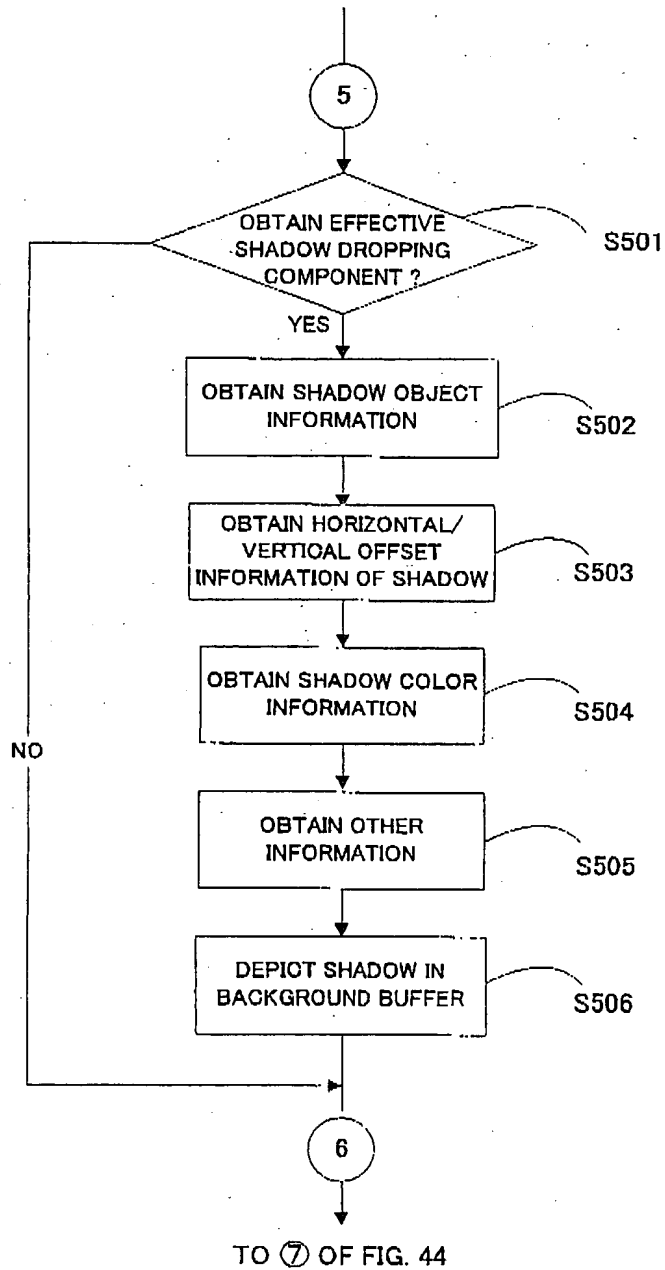 5
OBTAIN EFFECTIVE
SHADOW DROPPING
COMPONENT ?
S501
YES
OBTAIN SHADOW OBJECT
INFORMATION
S502
OBTAIN HORIZONTAL/
VERTICAL OFFSET
INFORMATION OF SHADOW
S503
OBTAIN SHADOW COLOR
INFORMATION
S504
NO
OBTAIN OTHER
INFORMATION
S505
DEPICT SHADOW IN
BACKGROUND BUFFER
S506
6
TO ⑦ OF FIG. 44